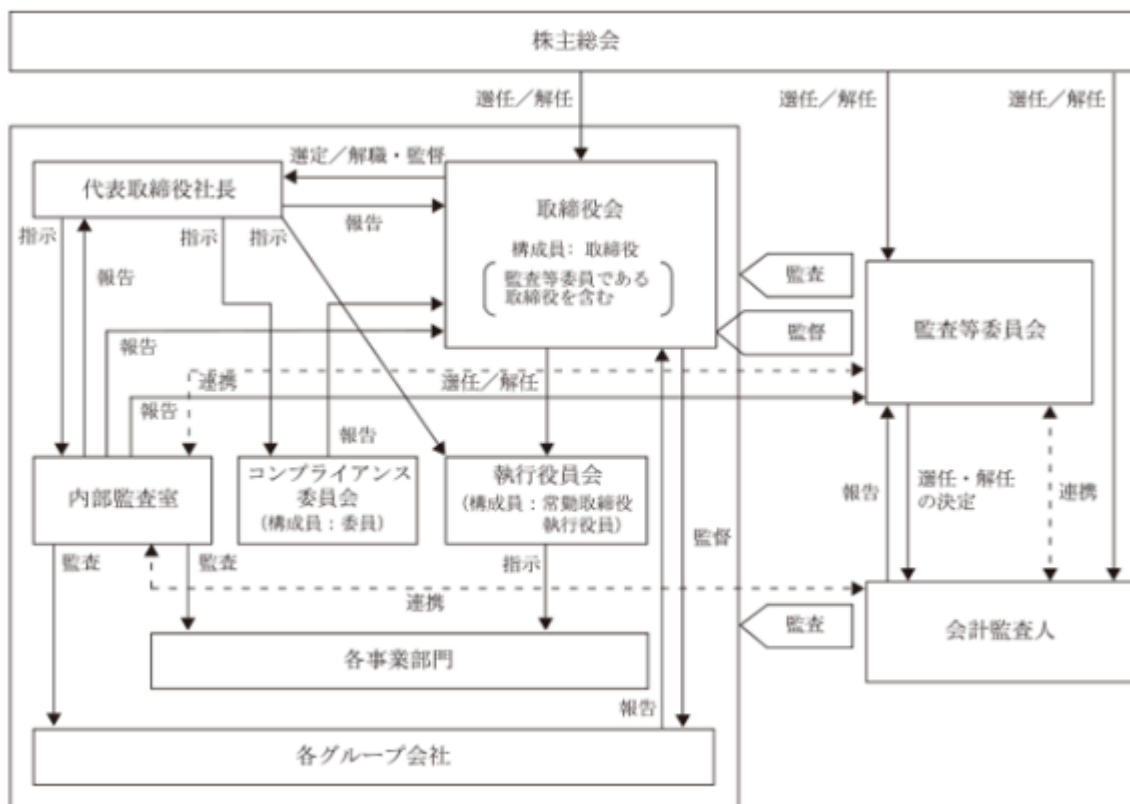 株主総会
選任／解任
選任／解任
選任／解任
選定／解職・監督
代表取締役社長
報告
取締役会
構成員：取締役
監査等委員である
取締役を含む
指示
指示
指示
報告
監査
監督
監査等委員会
報告
連携
選任／解任
報告
報告
内部監査室
コンプライアンス
委員会
（構成員：委員）
執行役員会
（構成員：常勤取締役
執行役員）
報告
選任・解任
の決定
連携
監督
監査
監査
指示
連携
監査
会計監査人
各事業部門
報告
各グループ会社